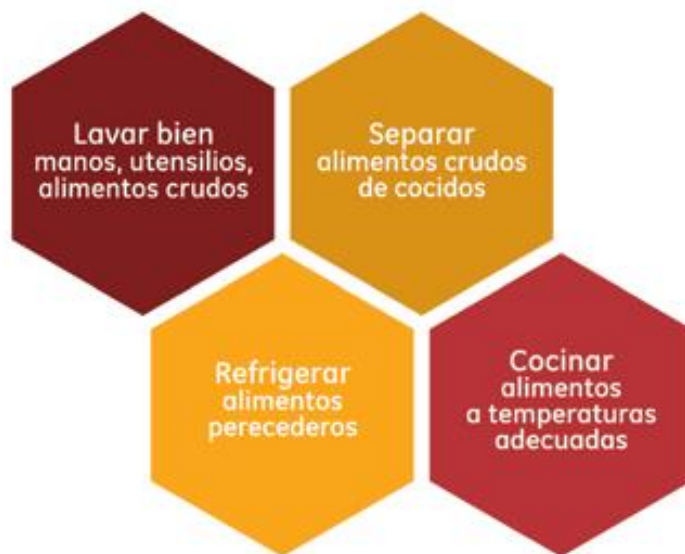 Lavar bien
manos, utensilios,
alimentos crudos
Separar
alimentos crudos
de cocidos
Refrigerar
alimentos
perecederos
Cocinar
alimentos
a temperaturas
adecuadas